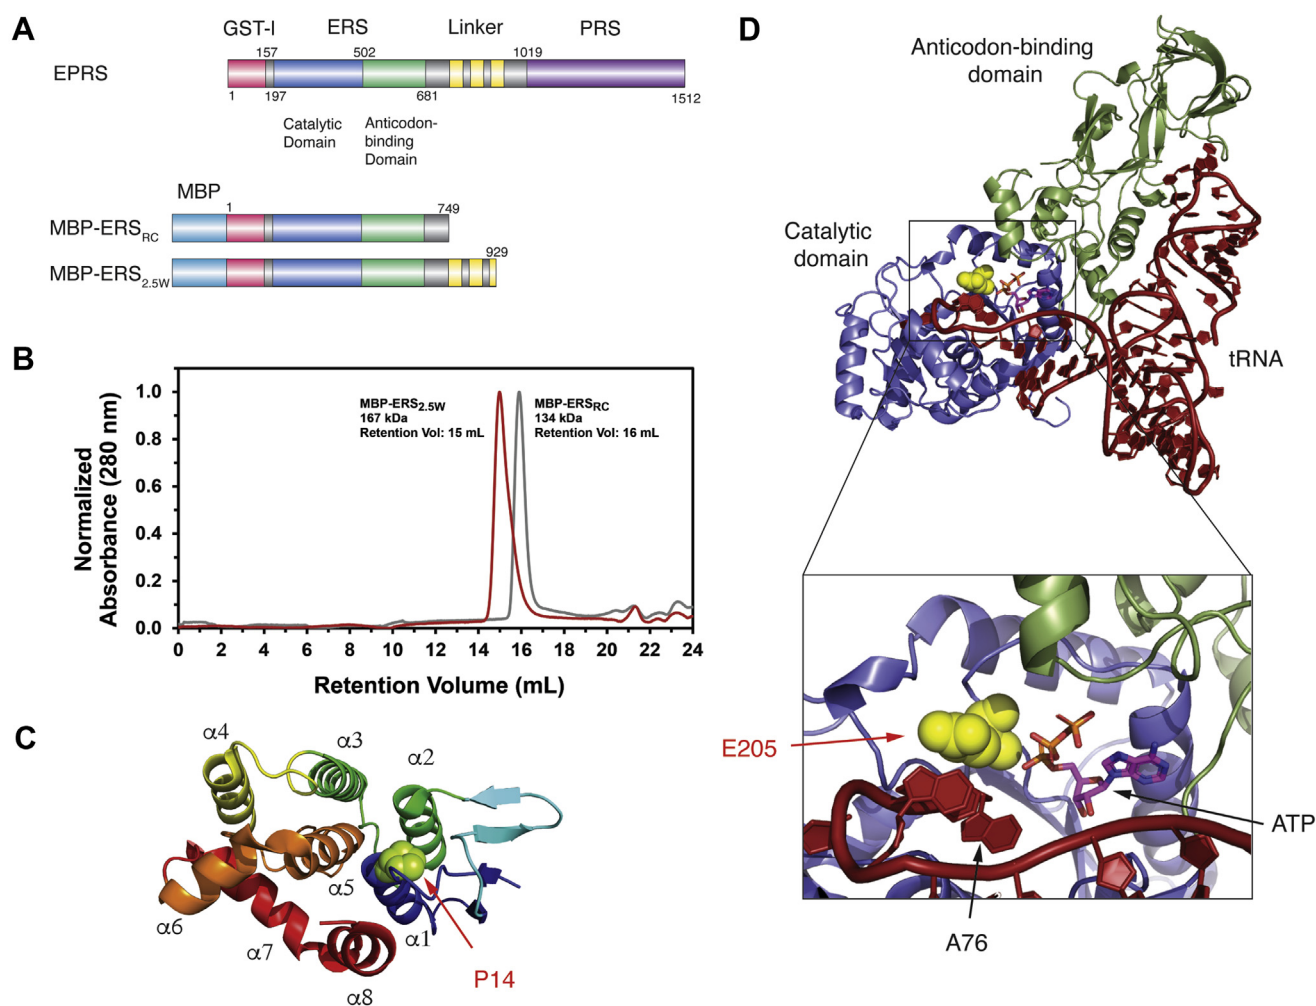 A
GST-I ERS Linker PRS
157 502 1019
EPRS
1 197 681 1512
Catalytic
Domain
Anticodon-
binding
Domain
MBP
1 749
MBP-ERSRC
929
MBP-ERS2.5W
B
Normalized
Absorbance (280 nm)
1.0
0.8
0.6
0.4
0.2
0.0
MBP-ERS2.5W
167 kDa
Retention Vol: 15 mL
MBP-ERSRC
134 kDa
Retention Vol: 16 mL
0 2 4 6 8 10 12 14 16 18 20 22 24
Retention Volume (mL)
C
α4 α3 α2
α5
α6 α7 α1
α8
P14
D
Anticodon-binding
domain
Catalytic
domain
tRNA
E205
ATP
A76